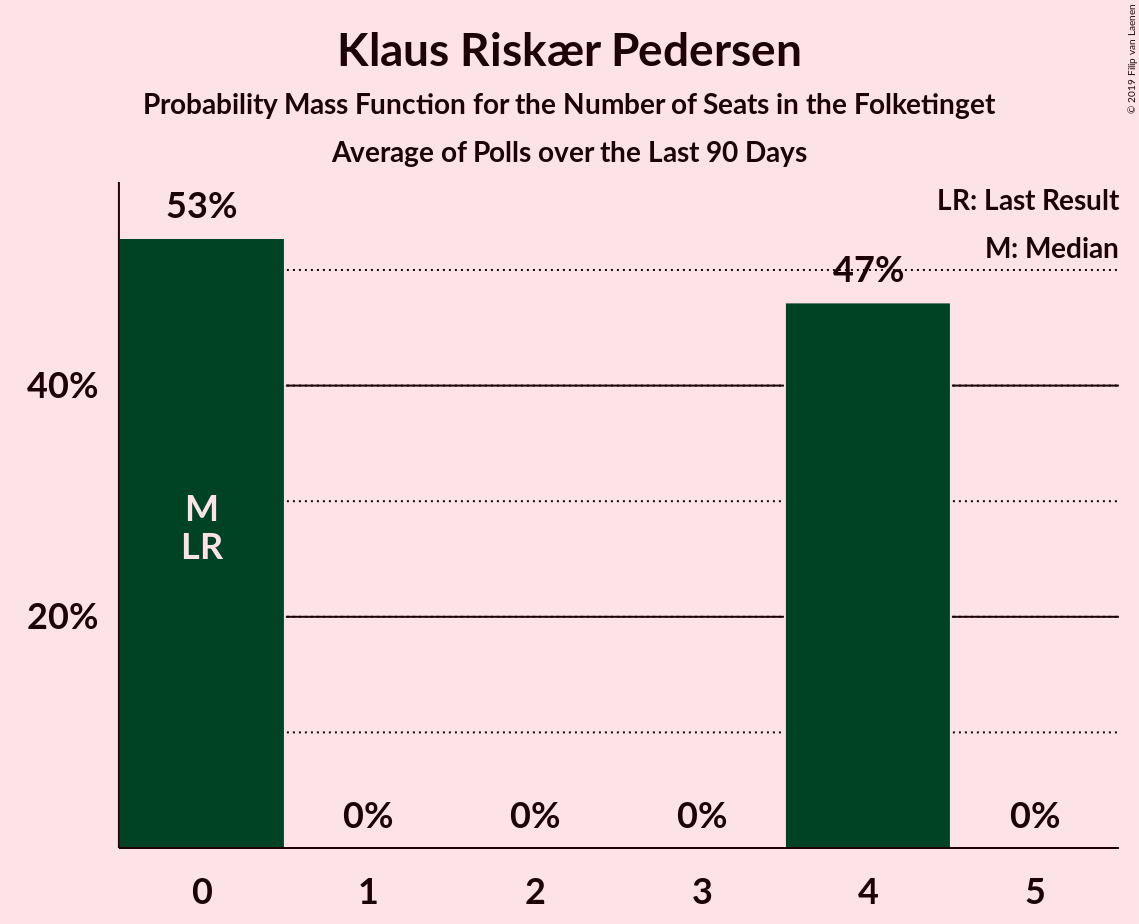 Klaus Riskær Pedersen
Probability Mass Function for the Number of Seats in the Folketinget
Average of Polls over the Last 90 Days
© 2019 Filip van Laenen
LR: Last Result
M: Median
53%
47%
40%
M
LR
20%
0%
0%
0%
0%
0
1
2
3
4
5